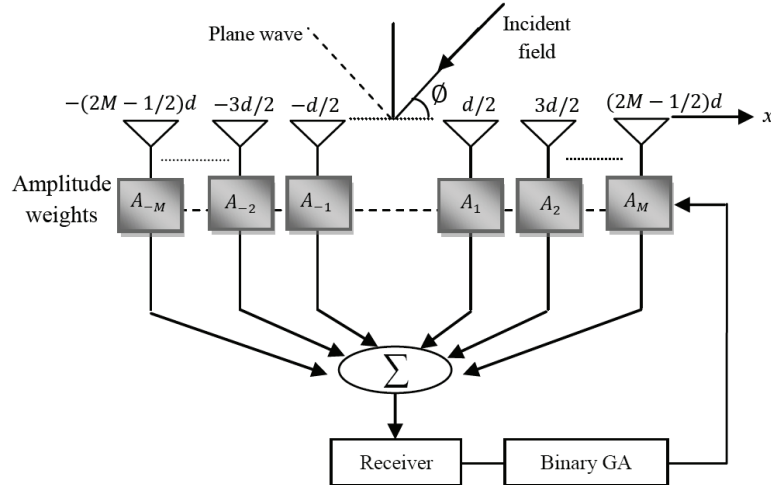 Plane wave
Incident
field
∅
−(2M − 1/2)d
−3d/2
−d/2
d/2
3d/2
(2M − 1/2)d
x
Amplitude
weights
A₋M
A₋₂
A₋₁
A₁
A₂
A_M
∑
Receiver
Binary GA